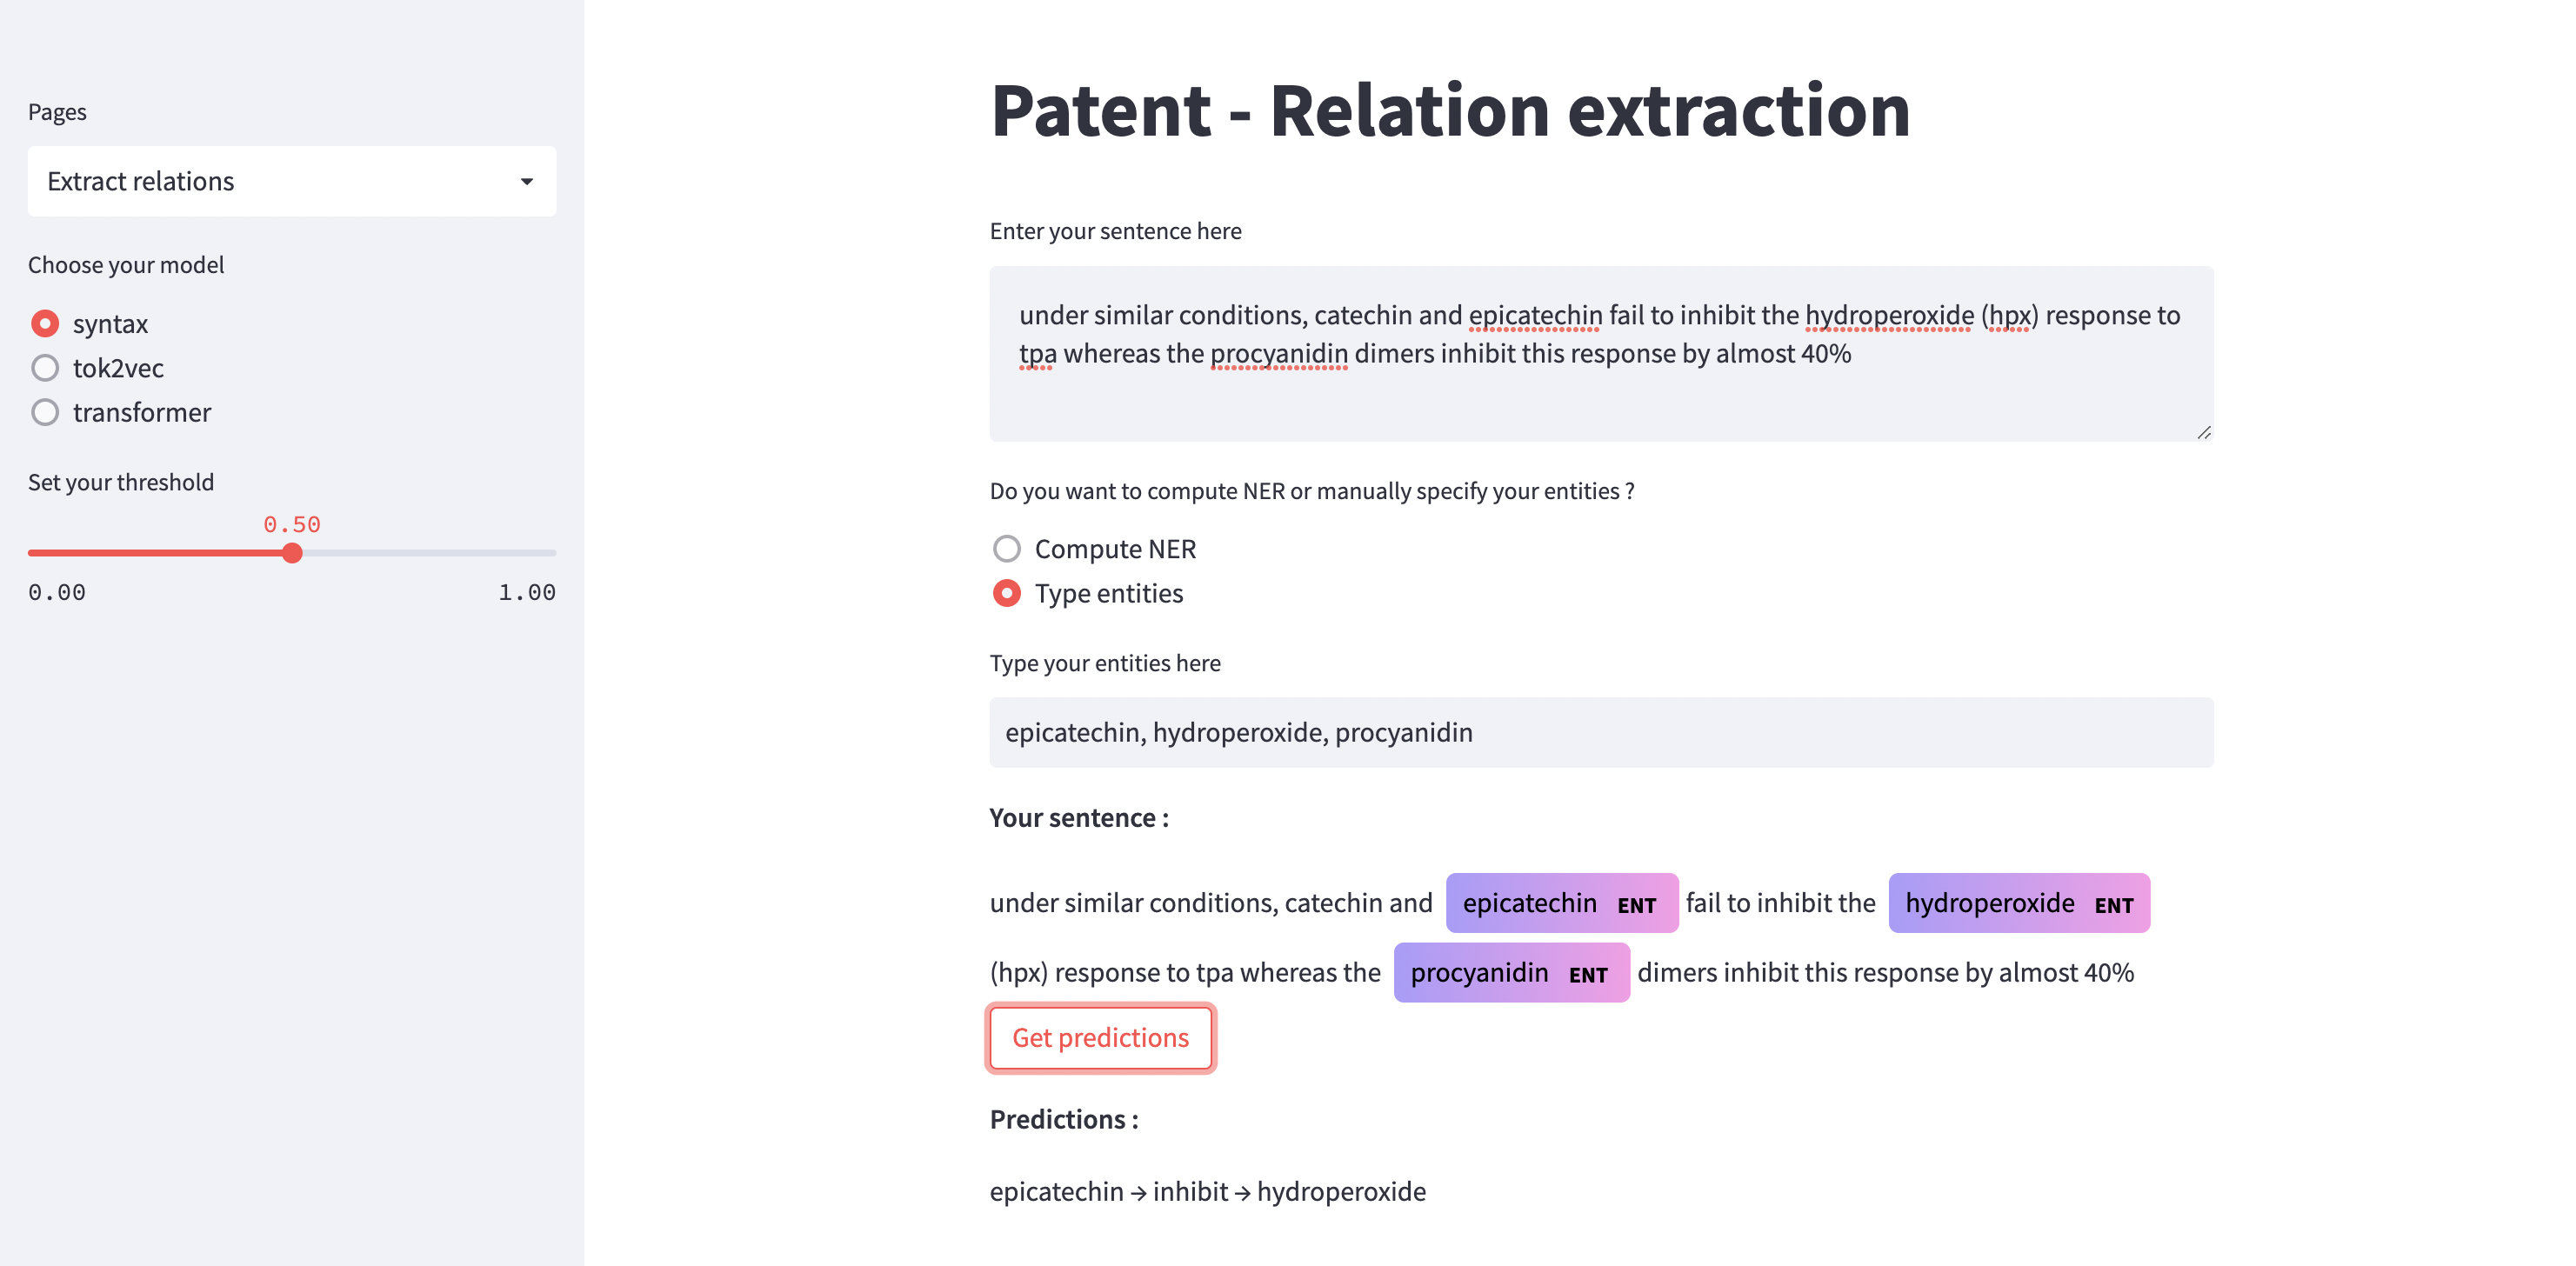 Pages
Extract relations
Choose your model
syntax
tok2vec
transformer
Set your threshold
0.50
0.00 1.00
Patent - Relation extraction
Enter your sentence here
under similar conditions, catechin and epicatechin fail to inhibit the hydroperoxide (hpx) response to
tpa whereas the procyanidin dimers inhibit this response by almost 40%
Do you want to compute NER or manually specify your entities ?
Compute NER
Type entities
Type your entities here
epicatechin, hydroperoxide, procyanidin
Your sentence :
under similar conditions, catechin and epicatechin ENT fail to inhibit the hydroperoxide ENT
(hpx) response to tpa whereas the procyanidin ENT dimers inhibit this response by almost 40%
Get predictions
Predictions :
epicatechin → inhibit → hydroperoxide